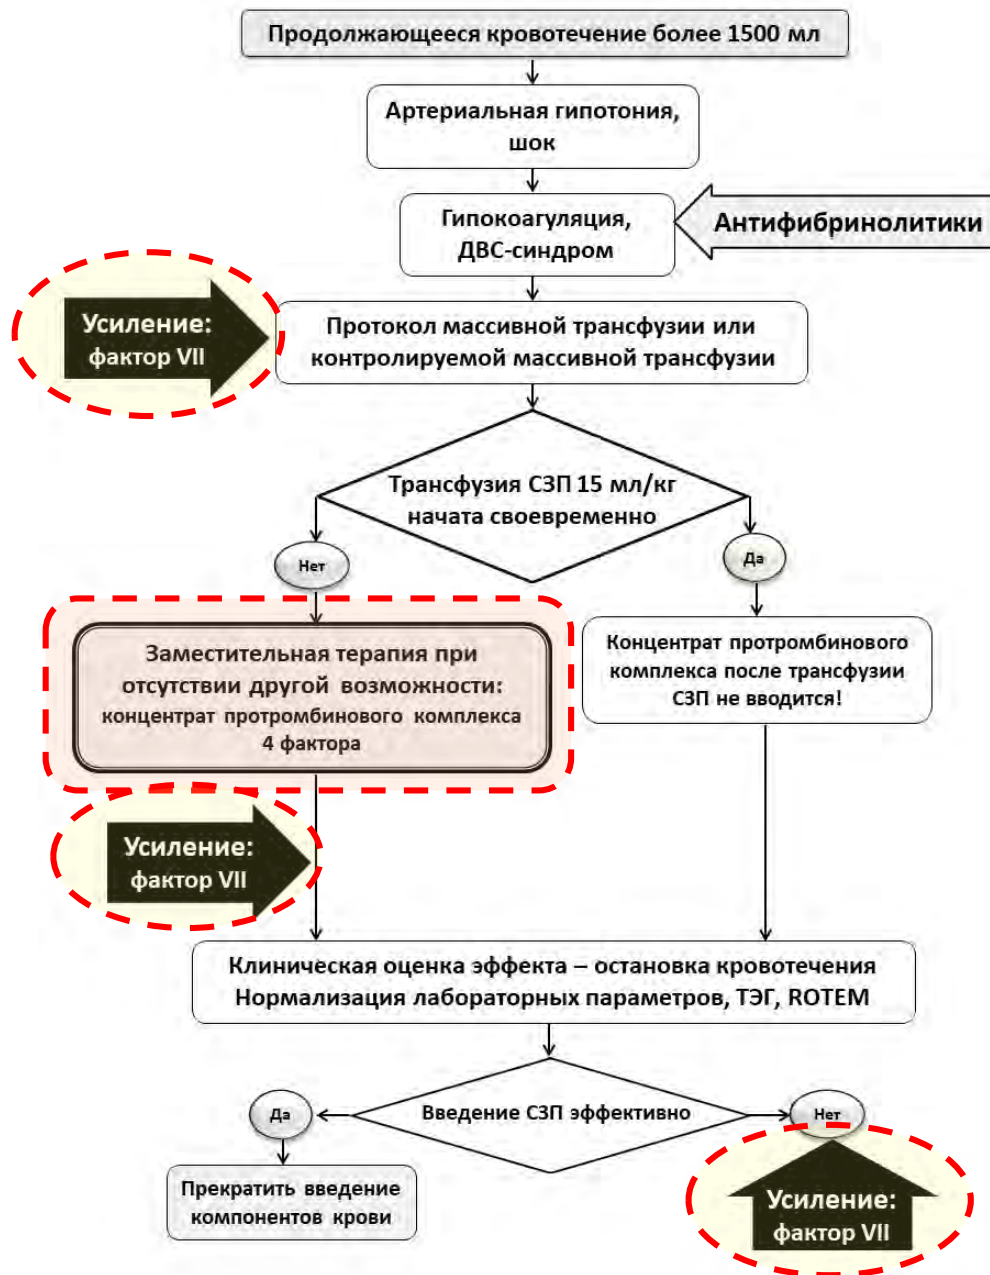 Продолжающееся кровотечение более 1500 мл
Артериальная гипотония,
шок
Гипокоагуляция,
ДВС-синдром
Антифибринолитики
Усиление:
фактор VII
Протокол массивной трансфузии или
контролируемой массивной трансфузии
Трансфузия СЗП 15 мл/кг
начата своевременно
Нет
Да
Заместительная терапия при
отсутствии другой возможности:
концентрат протромбинового комплекса
4 фактора
Концентрат протромбинового
комплекса после трансфузии
СЗП не вводится!
Усиление:
фактор VII
Клиническая оценка эффекта – остановка кровотечения
Нормализация лабораторных параметров, ТЭГ, ROTEM
Да
Введение СЗП эффективно
Нет
Прекратить введение
компонентов крови
Усиление:
фактор VII